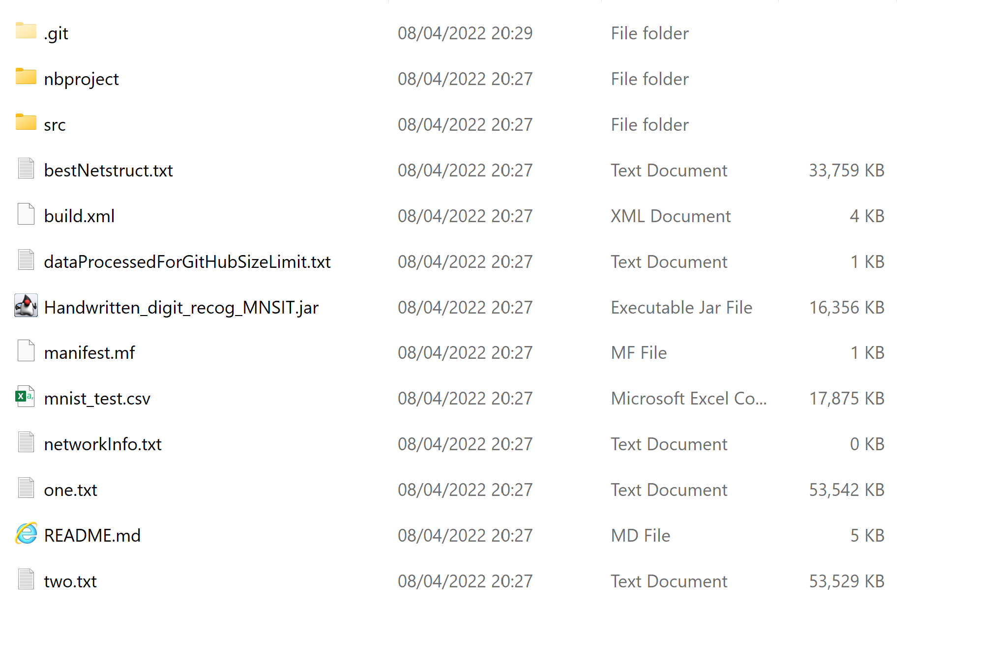 .git 08/04/2022 20:29 File folder
nbproject 08/04/2022 20:27 File folder
src 08/04/2022 20:27 File folder
bestNetstruct.txt 08/04/2022 20:27 Text Document 33,759 KB
build.xml 08/04/2022 20:27 XML Document 4 KB
dataProcessedForGitHubSizeLimit.txt 08/04/2022 20:27 Text Document 1 KB
Handwritten_digit_recog_MNSIT.jar 08/04/2022 20:27 Executable Jar File 16,356 KB
manifest.mf 08/04/2022 20:27 MF File 1 KB
mnist_test.csv 08/04/2022 20:27 Microsoft Excel Co... 17,875 KB
networkInfo.txt 08/04/2022 20:27 Text Document 0 KB
one.txt 08/04/2022 20:27 Text Document 53,542 KB
README.md 08/04/2022 20:27 MD File 5 KB
two.txt 08/04/2022 20:27 Text Document 53,529 KB